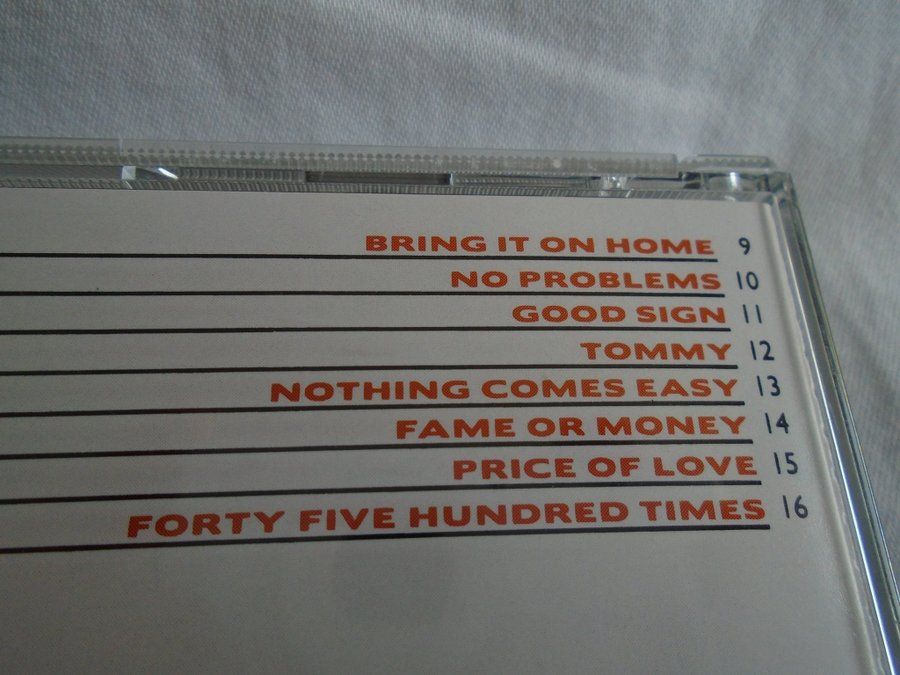 BRING IT ON HOME 9
NO PROBLEMS 10
GOOD SIGN 11
TOMMY 12
NOTHING COMES EASY 13
FAME OR MONEY 14
PRICE OF LOVE 15
FORTY FIVE HUNDRED TIMES 16